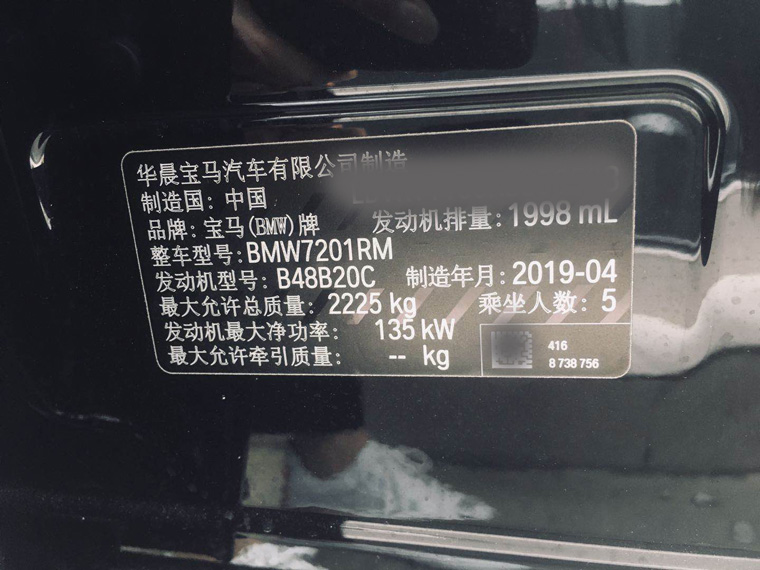 华晨宝马汽车有限公司制造
制造国：中国
品牌：宝马(BMW)牌 发动机排量：1998 mL
整车型号：BMW7201RM
发动机型号：B48B20C 制造年月：2019-04
最大允许总质量：2225 kg 乘坐人数：5
发动机最大净功率：135 kW
最大允许牵引质量：-- kg
416
8 738 756